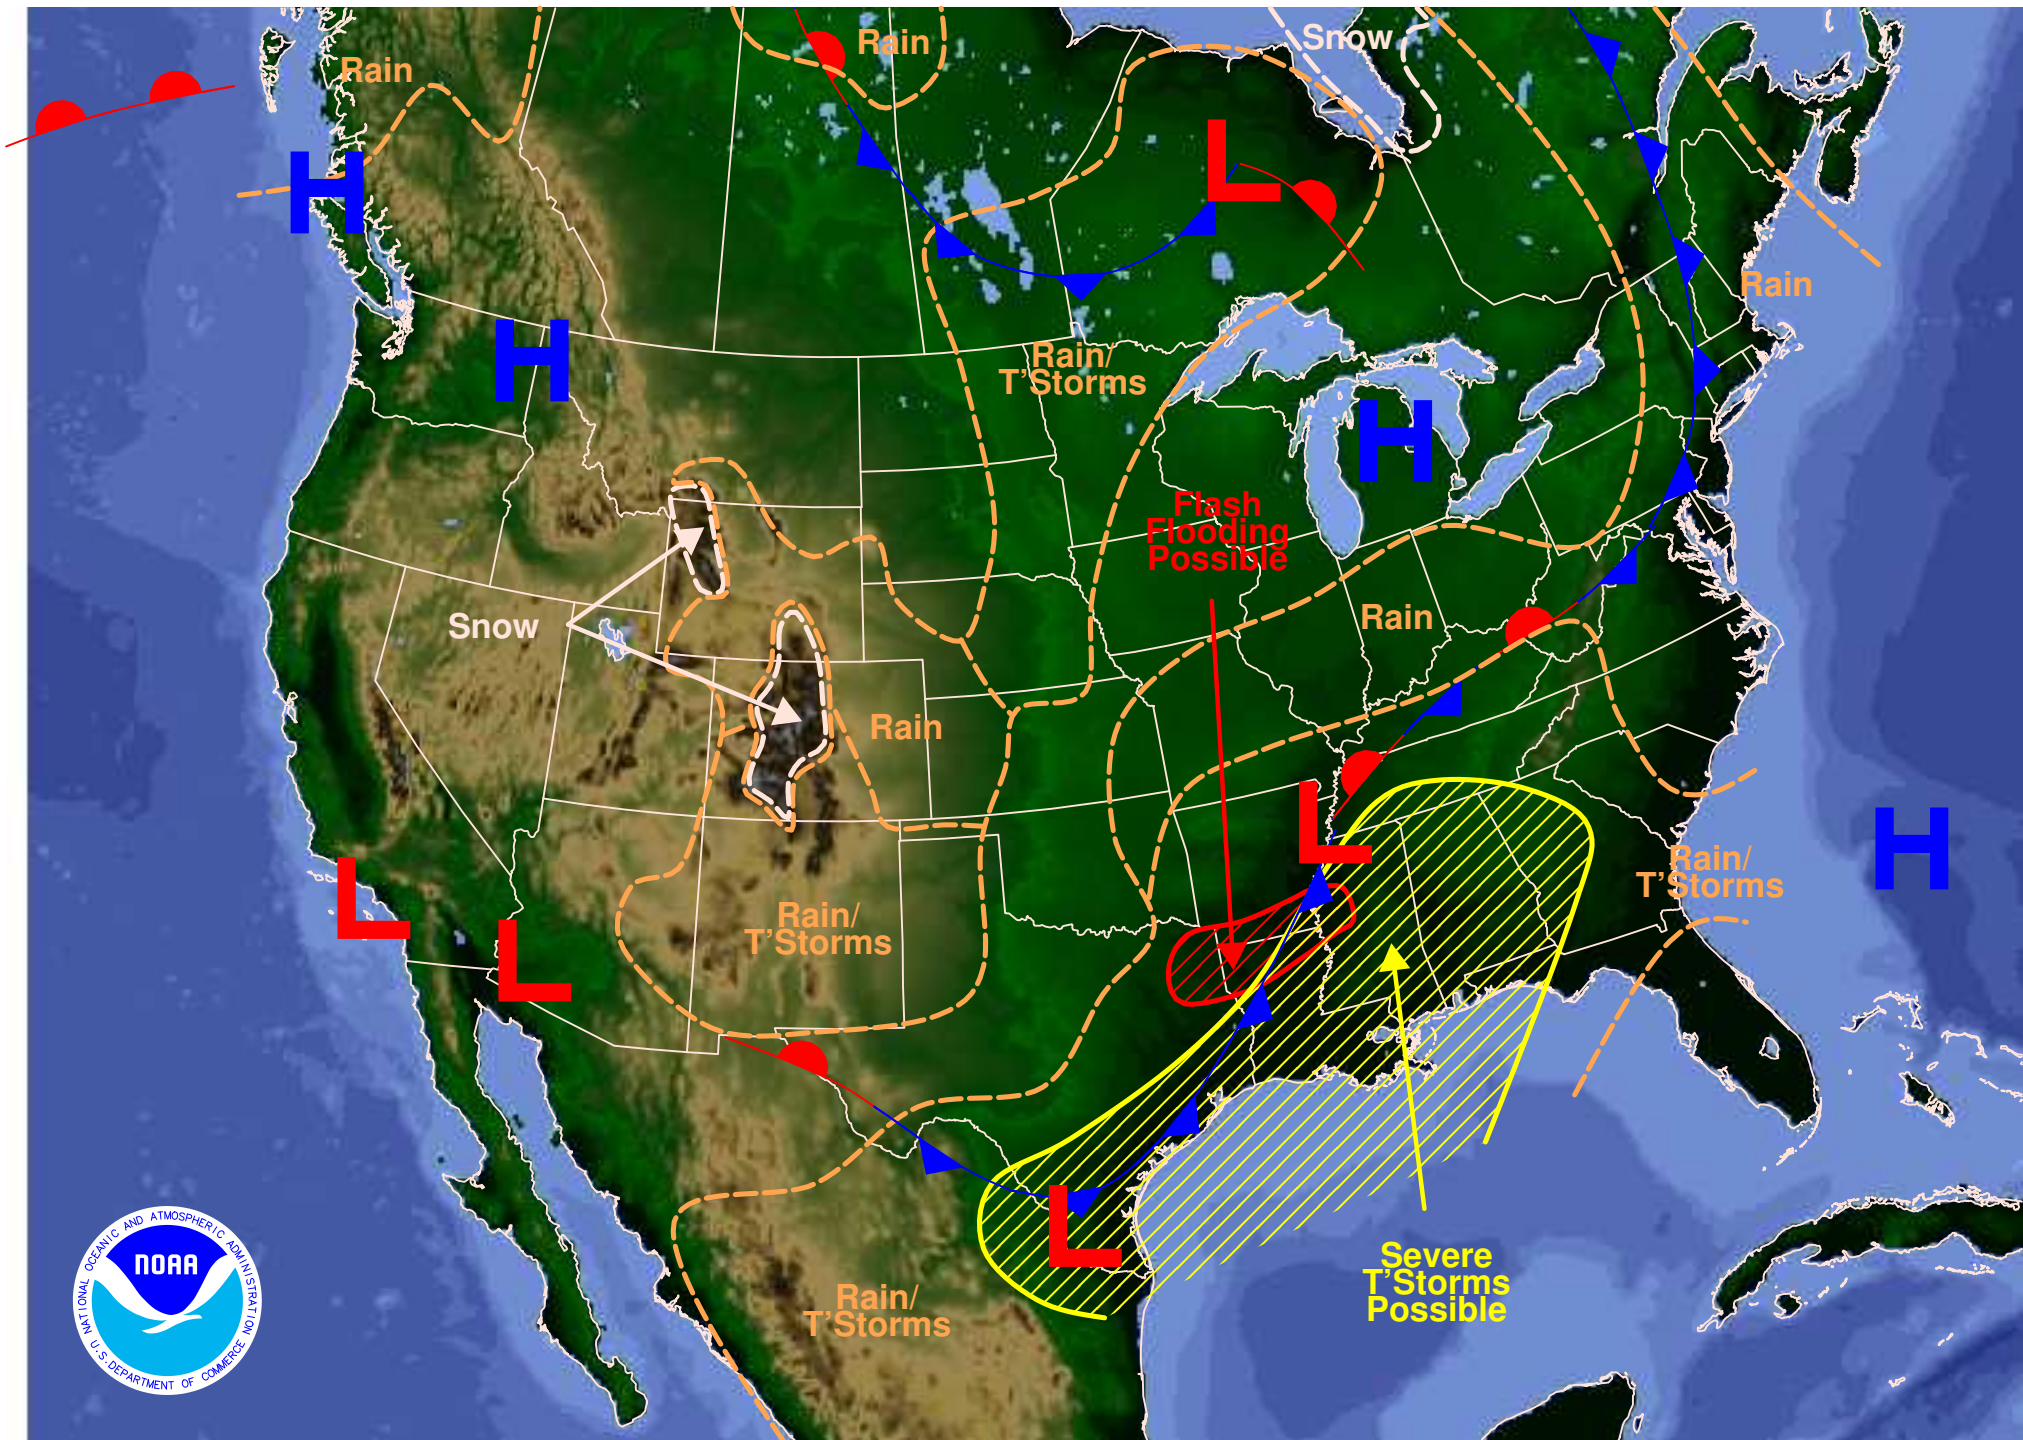 Snow
Rain
Rain
H
L
Rain
H
Rain/
T'Storms
H
Flash
Flooding
Possible
Snow
Rain
Rain
L
H
L
Rain/
T'Storms
Rain/
T'Storms
L
L
NATIONAL OCEANIC AND ATMOSPHERIC ADMINISTRATION
NOAA
U.S. DEPARTMENT OF COMMERCE
Severe
T'Storms
Possible
Rain/
T'Storms